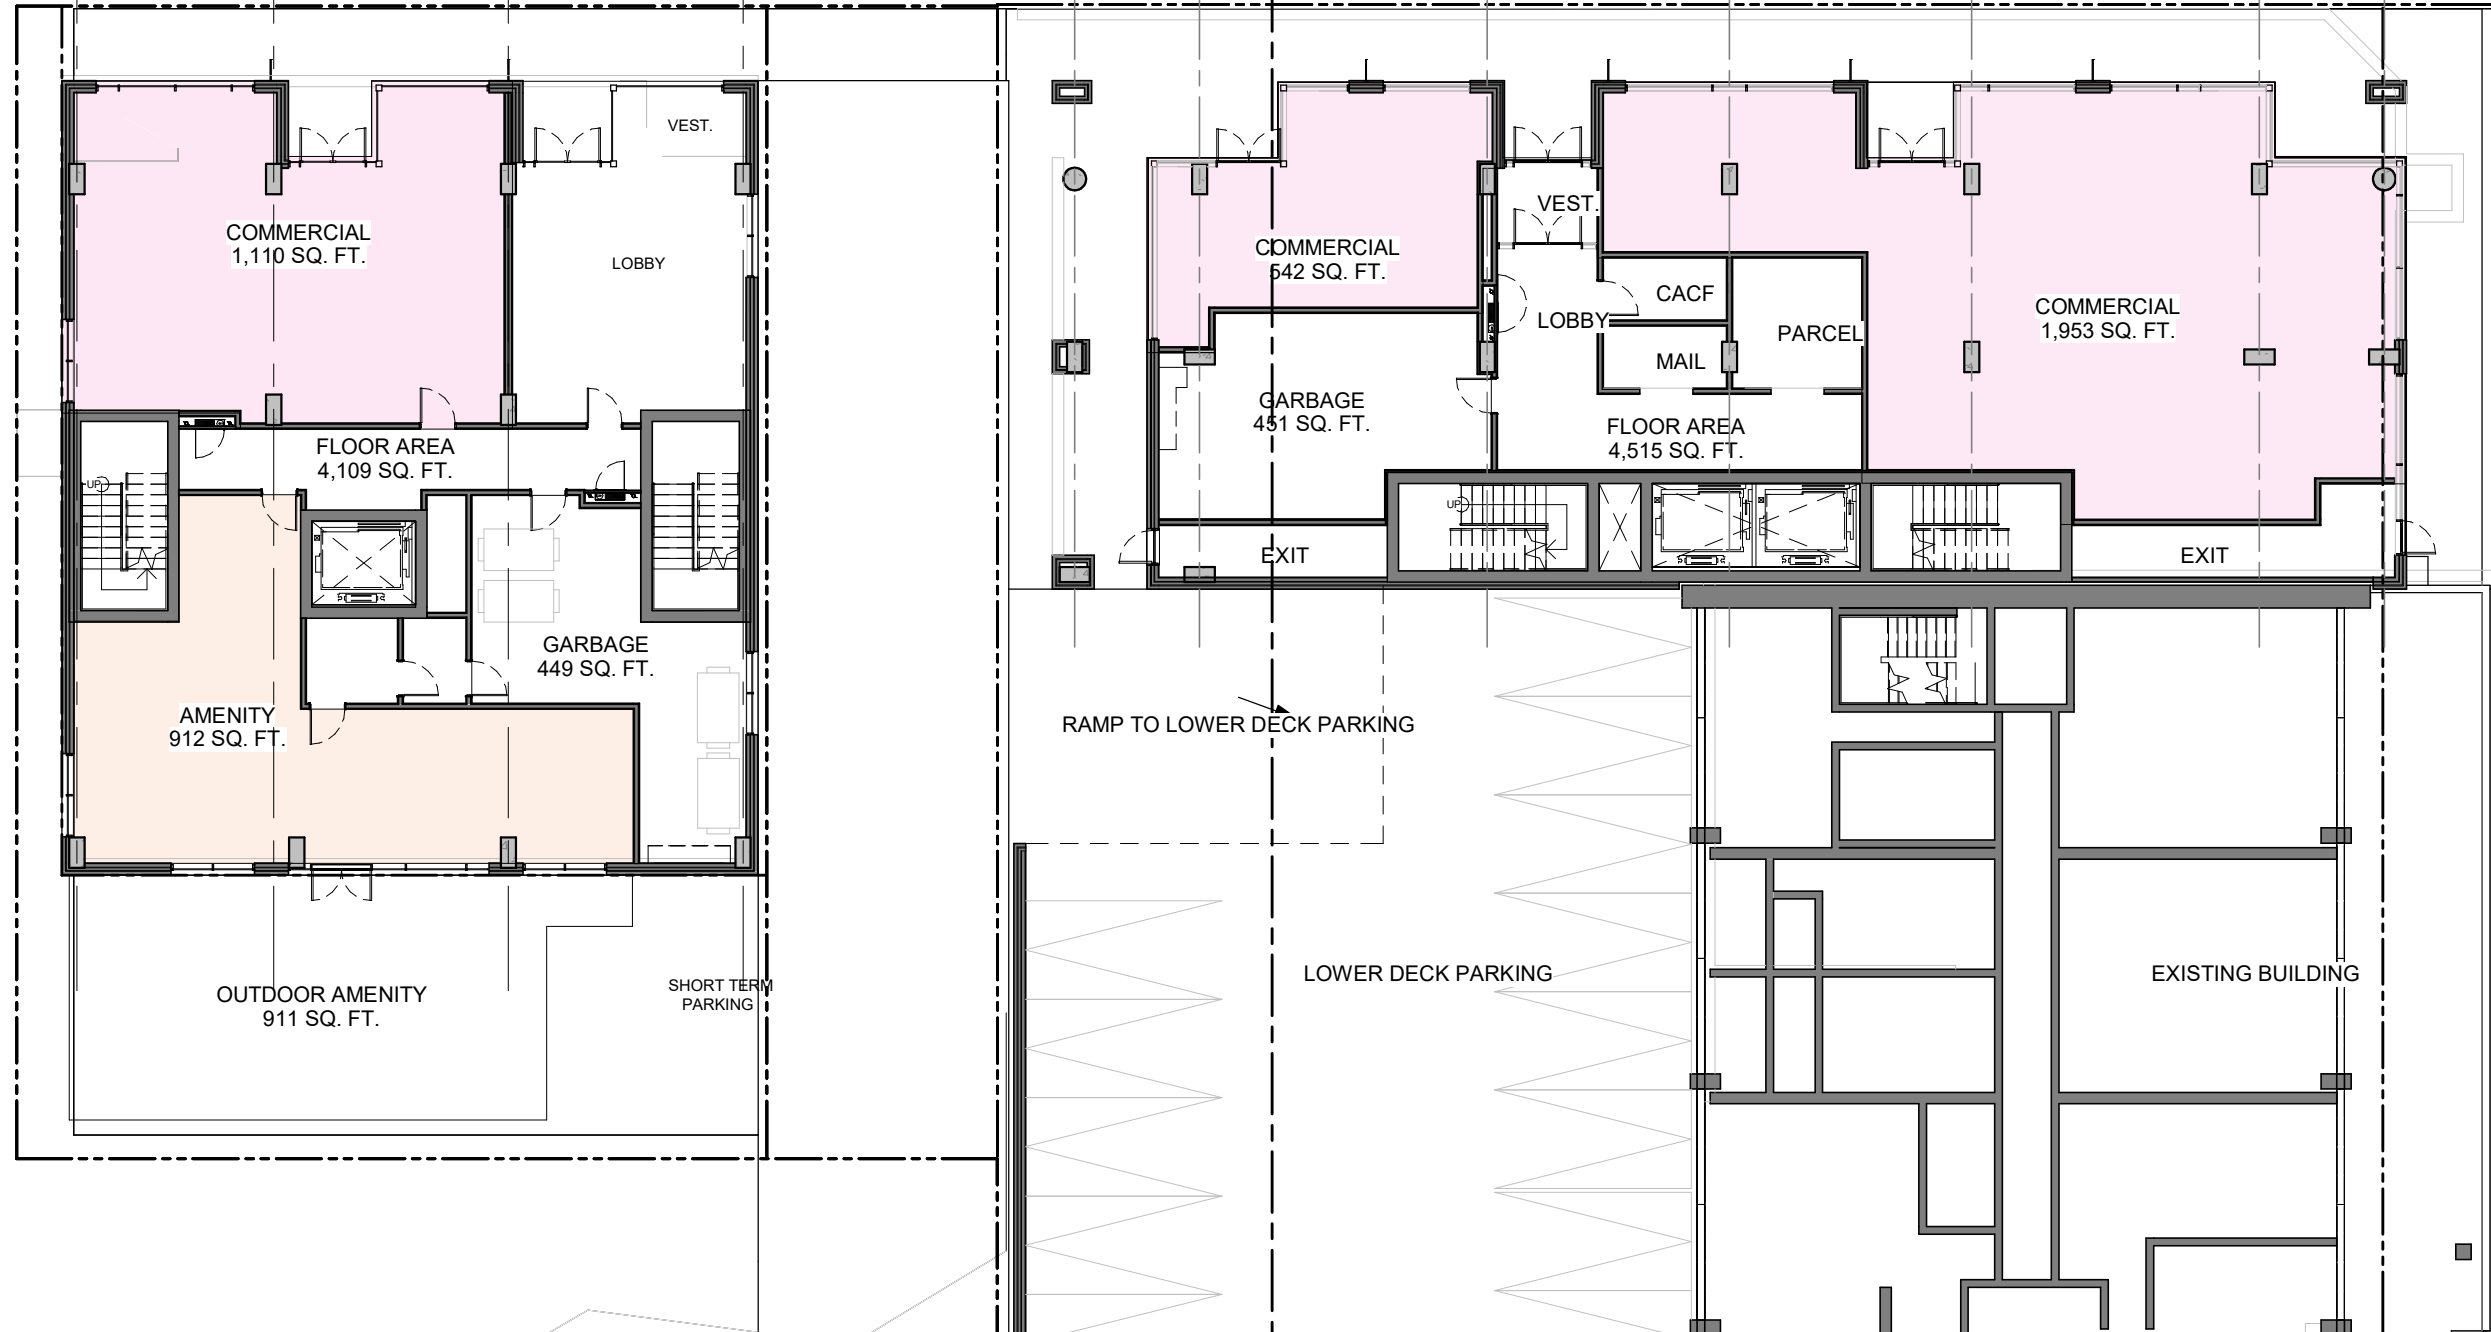 VEST.
COMMERCIAL
1,110 SQ. FT.
LOBBY
FLOOR AREA
4,109 SQ. FT.
UP
GARBAGE
449 SQ. FT.
AMENITY
912 SQ. FT.
OUTDOOR AMENITY
911 SQ. FT.
SHORT TERM
PARKING
VEST.
COMMERCIAL
542 SQ. FT.
CACF
LOBBY
PARCEL
MAIL
COMMERCIAL
1,953 SQ. FT.
GARBAGE
451 SQ. FT.
FLOOR AREA
4,515 SQ. FT.
UP
EXIT
EXIT
RAMP TO LOWER DECK PARKING
LOWER DECK PARKING
EXISTING BUILDING